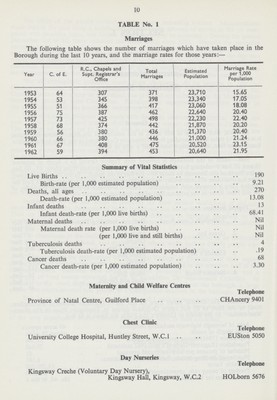 10
TABLE No. 1
Marriages
The following table shows the number of marriages which have taken place in the
Borough during the last 10 years, and the marriage rates for those years:—
Year C. of E. R.C., Chapels and Supt. Registrar's Office Total Marriages Estimated Population Marriage Rate per 1,000 Population
1953 64 307 371 23,710 15.65
1954 53 345 398 23,340 17.05
1955 51 366 417 23,060 18.08
1956 75 387 462 22,640 20.40
1957 73 425 498 22,230 22.40
1958 68 374 442 21,870 20.20
1959 56 380 436 21,370 20.40
1960 66 380 446 21,000 21.24
1961 67 408 475 20,520 23.15
1962 59 394 453 20,640 21.95
Summary of Vital Statistics
Live Births .. 190
Birth-rate (per 1,000 estimated population) .. 9.21
Deaths, all ages .. 270
Death-rate (per 1,000 estimated population) .. 13.08
Infant deaths .. 13
Infant death-rate (per 1,000 live births) .. 68.41
Maternal deaths .. Nil
Maternal death rate (per 1,000 live births) Nil
(per 1,000 live and still births) Nil
Tuberculosis deaths .. 4
Tuberculosis death-rate (per 1,000 estimated population) .19
Cancer deaths .. 68
Cancer death-rate (per 1,000 estimated population) 3.30
Maternity and Child Welfare Centres
Telephone
Province of Natal Centre, Guilford Place .. CHAncery 9401
Chest Clinic
Telephone
University College Hospital, Huntley Street, W.C.1 .. EUSton 5050
Day Nurseries
Telephone
Kingsway Creche (Voluntary Day Nursery),
Kingsway Hall, Kingsway, W.C.2 HOLborn 5676